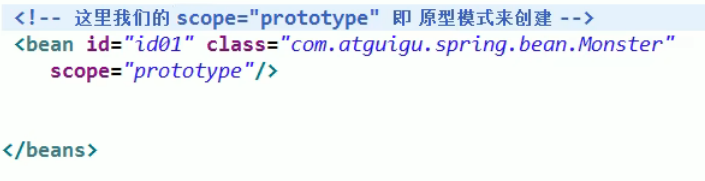 <!-- 这里我们的 scope="prototype" 即 原型模式来创建 -->
<bean id="id01" class="com.atguigu.spring.bean.Monster"
scope="prototype"/>
</beans>